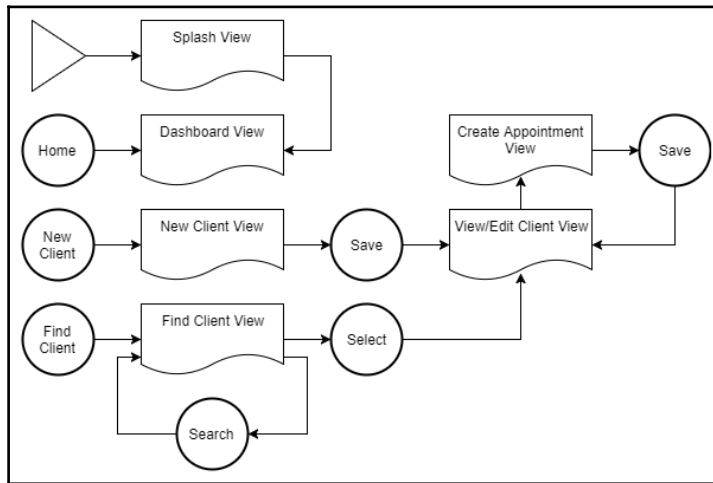 Splash View
Home
Dashboard View
Create Appointment
View
Save
New
Client
New Client View
Save
View/Edit Client View
Find
Client
Find Client View
Select
Search